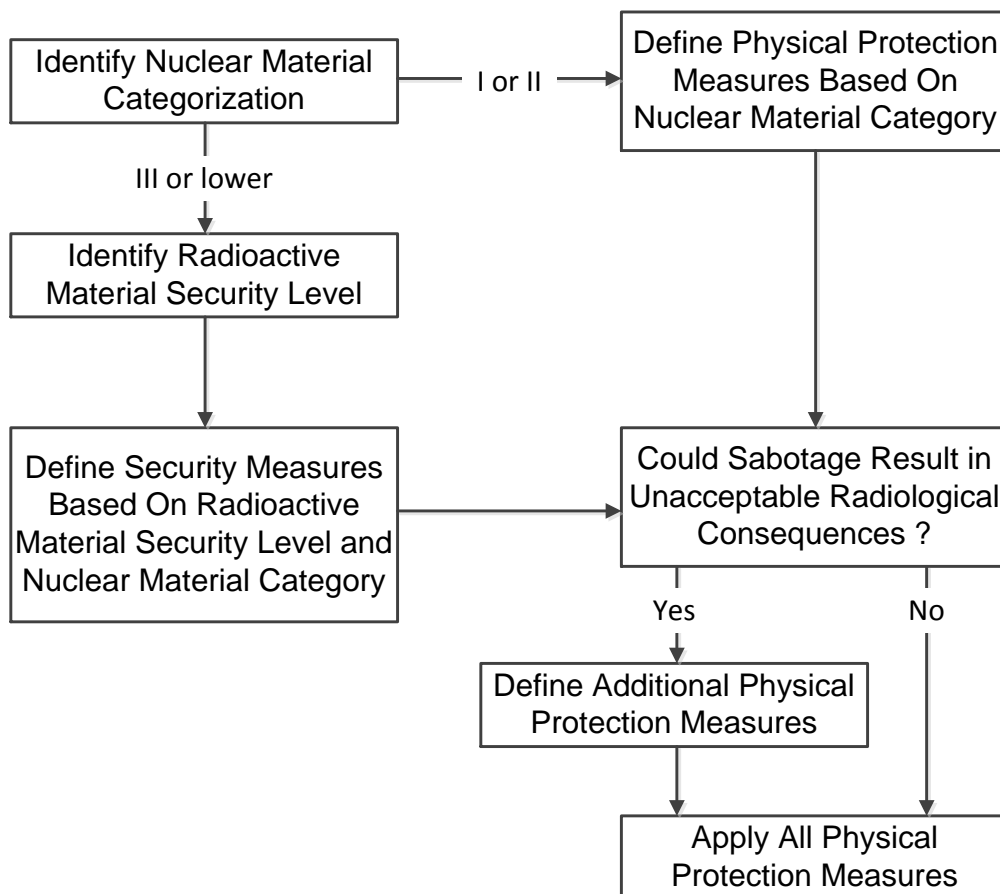 Identify Nuclear Material
Categorization
I or II
Define Physical Protection
Measures Based On
Nuclear Material Category
III or lower
Identify Radioactive
Material Security Level
Define Security Measures
Based On Radioactive
Material Security Level and
Nuclear Material Category
Could Sabotage Result in
Unacceptable Radiological
Consequences ?
Yes
No
Define Additional Physical
Protection Measures
Apply All Physical
Protection Measures